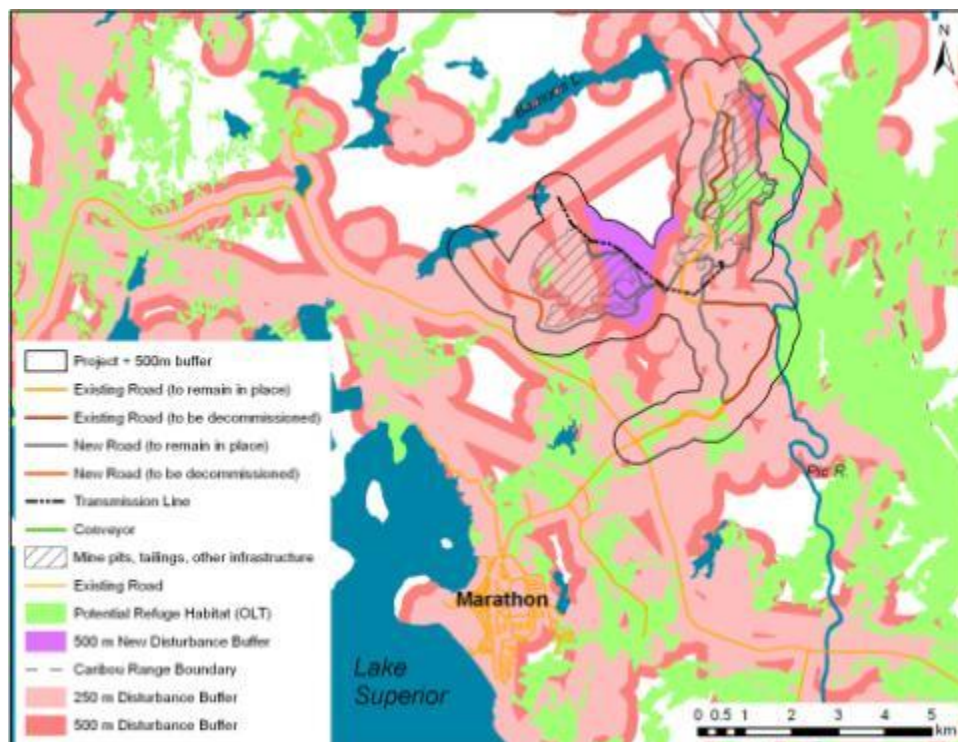 N
Bamoos L.
Project + 500m buffer
Existing Road (to remain in place)
Existing Road (to be decommissioned)
New Road (to remain in place)
New Road (to be decommissioned)
Transmission Line
Conveyor
Mine pits, tailings, other infrastructure
Existing Road
Potential Refuge Habitat (OLT)
500 m New Disturbance Buffer
Caribou Range Boundary
250 m Disturbance Buffer
500 m Disturbance Buffer
Pic R.
Marathon
Lake
Superior
0 0.5 1 2 3 4 5
km